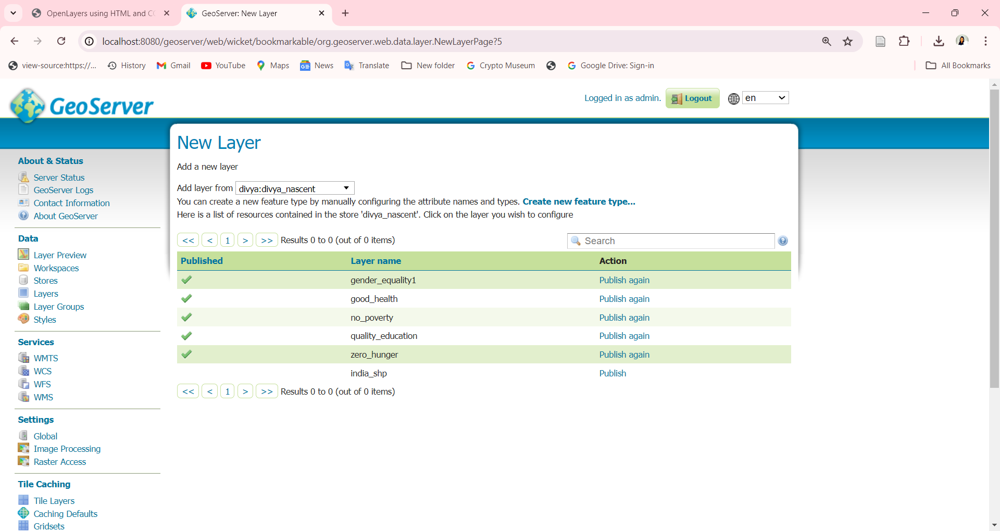 OpenLayers using HTML and CC
GeoServer: New Layer
localhost:8080/geoserver/web/wicket/bookmarkable/org.geoserver.web.data.layer.NewLayerPage?5
view-source:https://... History Gmail YouTube Maps News Translate New folder Crypto Museum Google Drive: Sign-in All Bookmarks
GeoServer
Logged in as admin. Logout en
New Layer
Add a new layer
Add layer from divya:divya_nascent
You can create a new feature type by manually configuring the attribute names and types. Create new feature type...
Here is a list of resources contained in the store 'divya_nascent'. Click on the layer you wish to configure
<< < 1 > >> Results 0 to 0 (out of 0 items) Search
Published Layer name Action
gender_equality1 Publish again
good_health Publish again
no_poverty Publish again
quality_education Publish again
zero_hunger Publish again
india_shp Publish
<< < 1 > >> Results 0 to 0 (out of 0 items)
About & Status
Server Status
GeoServer Logs
Contact Information
About GeoServer
Data
Layer Preview
Workspaces
Stores
Layers
Layer Groups
Styles
Services
WMTS
WCS
WFS
WMS
Settings
Global
Image Processing
Raster Access
Tile Caching
Tile Layers
Caching Defaults
Gridsets